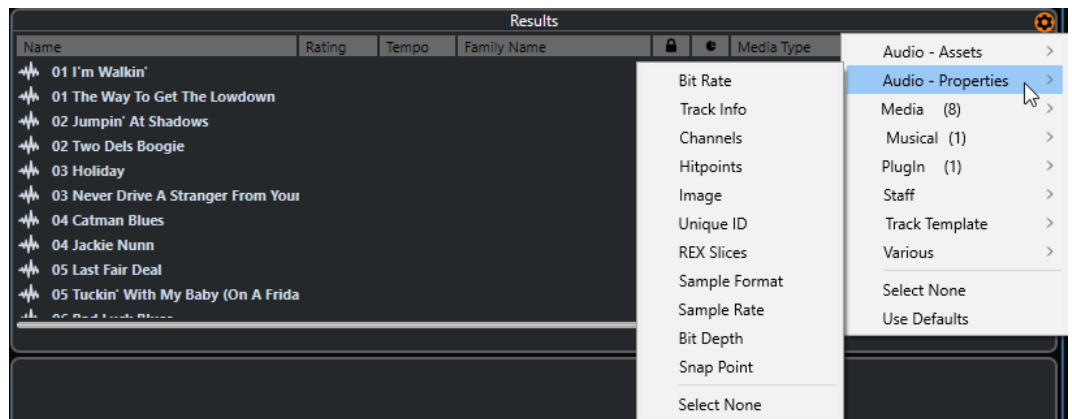 Results
Name Rating Tempo Family Name Media Type
01 I'm Walkin'
01 The Way To Get The Lowdown
02 Jumpin' At Shadows
02 Two Dels Boogie
03 Holiday
03 Never Drive A Stranger From Your
04 Catman Blues
04 Jackie Nunn
05 Last Fair Deal
05 Tuckin' With My Baby (On A Frida
Bit Rate
Track Info
Channels
Hitpoints
Image
Unique ID
REX Slices
Sample Format
Sample Rate
Bit Depth
Snap Point
Select None
Audio - Assets
Audio - Properties
Media (8)
Musical (1)
PlugIn (1)
Staff
Track Template
Various
Select None
Use Defaults